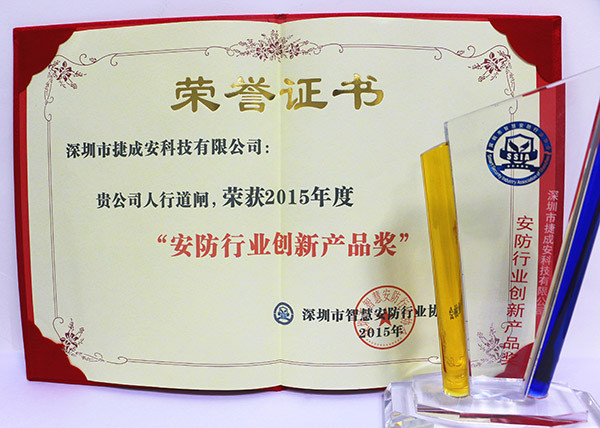 荣誉证书
深圳市捷成安科技有限公司：
贵公司人行道闸，荣获2015年度
“安防行业创新产品奖”
深圳市智慧安防行业协
2015年
SSIA
深圳市捷成安科技有限公司
安防行业创新产品奖